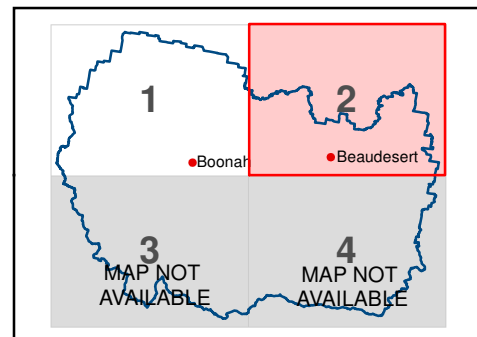 1
2
Boonah
Beaudesert
3
4
MAP NOT
AVAILABLE
MAP NOT
AVAILABLE